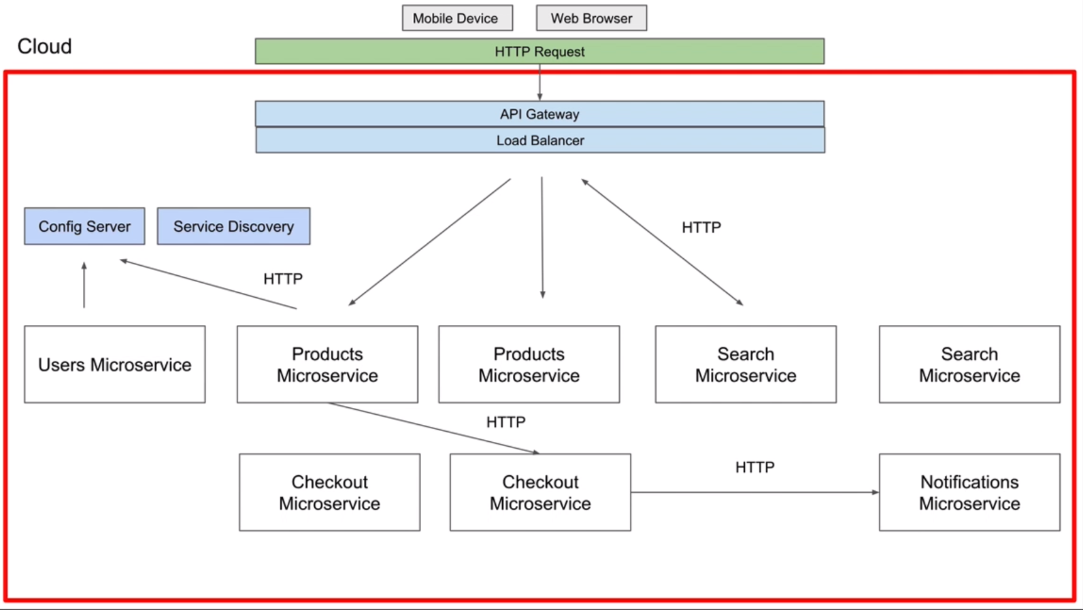 Mobile Device
Web Browser
Cloud
HTTP Request
API Gateway
Load Balancer
Config Server
Service Discovery
HTTP
HTTP
Users Microservice
Products
Microservice
Products
Microservice
Search
Microservice
Search
Microservice
HTTP
Checkout
Microservice
Checkout
Microservice
HTTP
Notifications
Microservice